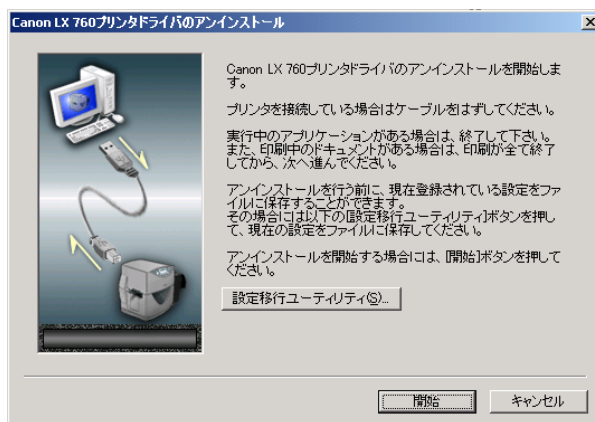 Canon LX 760プリンタドライバのアンインストール
Canon LX 760プリンタドライバのアンインストールを開始しま
す。
プリンタを接続している場合はケーブルをはずしてください。
実行中のアプリケーションがある場合は、終了して下さい。
また、印刷中のドキュメントがある場合は、印刷が全て終了
してから、次へ進んでください。
アンインストールを行う前に、現在登録されている設定をファ
イルに保存することができます。
その場合には以下の[設定移行ユーティリティ]ボタンを押し
て、現在の設定をファイルに保存してください。
アンインストールを開始する場合には、[開始]ボタンを押して
ください。
設定移行ユーティリティ(S)...
開始
キャンセル